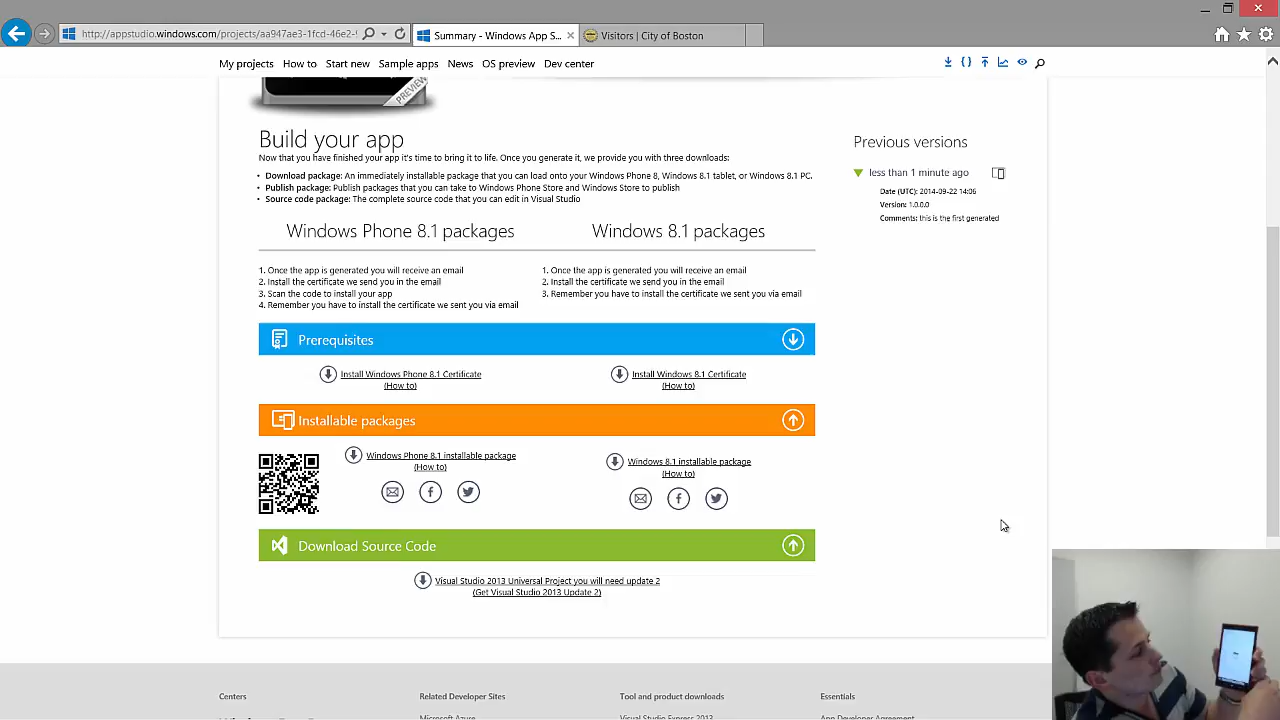 http://appstudio.windows.com/projects/aa947ae3-1fcd-46e2-
Summary - Windows App S...
Visitors | City of Boston
My projects How to Start new Sample apps News OS preview Dev center
PREVIEW
Build your app
Now that you have finished your app it's time to bring it to life. Once you generate it, we provide you with three downloads:
• Download package: An immediately installable package that you can load onto your Windows Phone 8, Windows 8.1 tablet, or Windows 8.1 PC.
• Publish package: Publish packages that you can take to Windows Phone Store and Windows Store to publish
• Source code package: The complete source code that you can edit in Visual Studio
Windows Phone 8.1 packages
1. Once the app is generated you will receive an email
2. Install the certificate we send you in the email
3. Scan the code to install your app
4. Remember you have to install the certificate we sent you via email
Windows 8.1 packages
1. Once the app is generated you will receive an email
2. Install the certificate we send you in the email
3. Remember you have to install the certificate we sent you via email
Prerequisites
Install Windows Phone 8.1 Certificate
(How to)
Install Windows 8.1 Certificate
(How to)
Installable packages
Windows Phone 8.1 installable package
(How to)
Windows 8.1 installable package
(How to)
Download Source Code
Visual Studio 2013 Universal Project you will need update 2
(Get Visual Studio 2013 Update 2)
Previous versions
less than 1 minute ago
Date (UTC): 2014-09-22 14:06
Version: 1.0.0.0
Comments: this is the first generated
Centers
Related Developer Sites
Microsoft Azure
Tool and product downloads
Visual Studio Express 2013
Essentials
App Developer Agreement